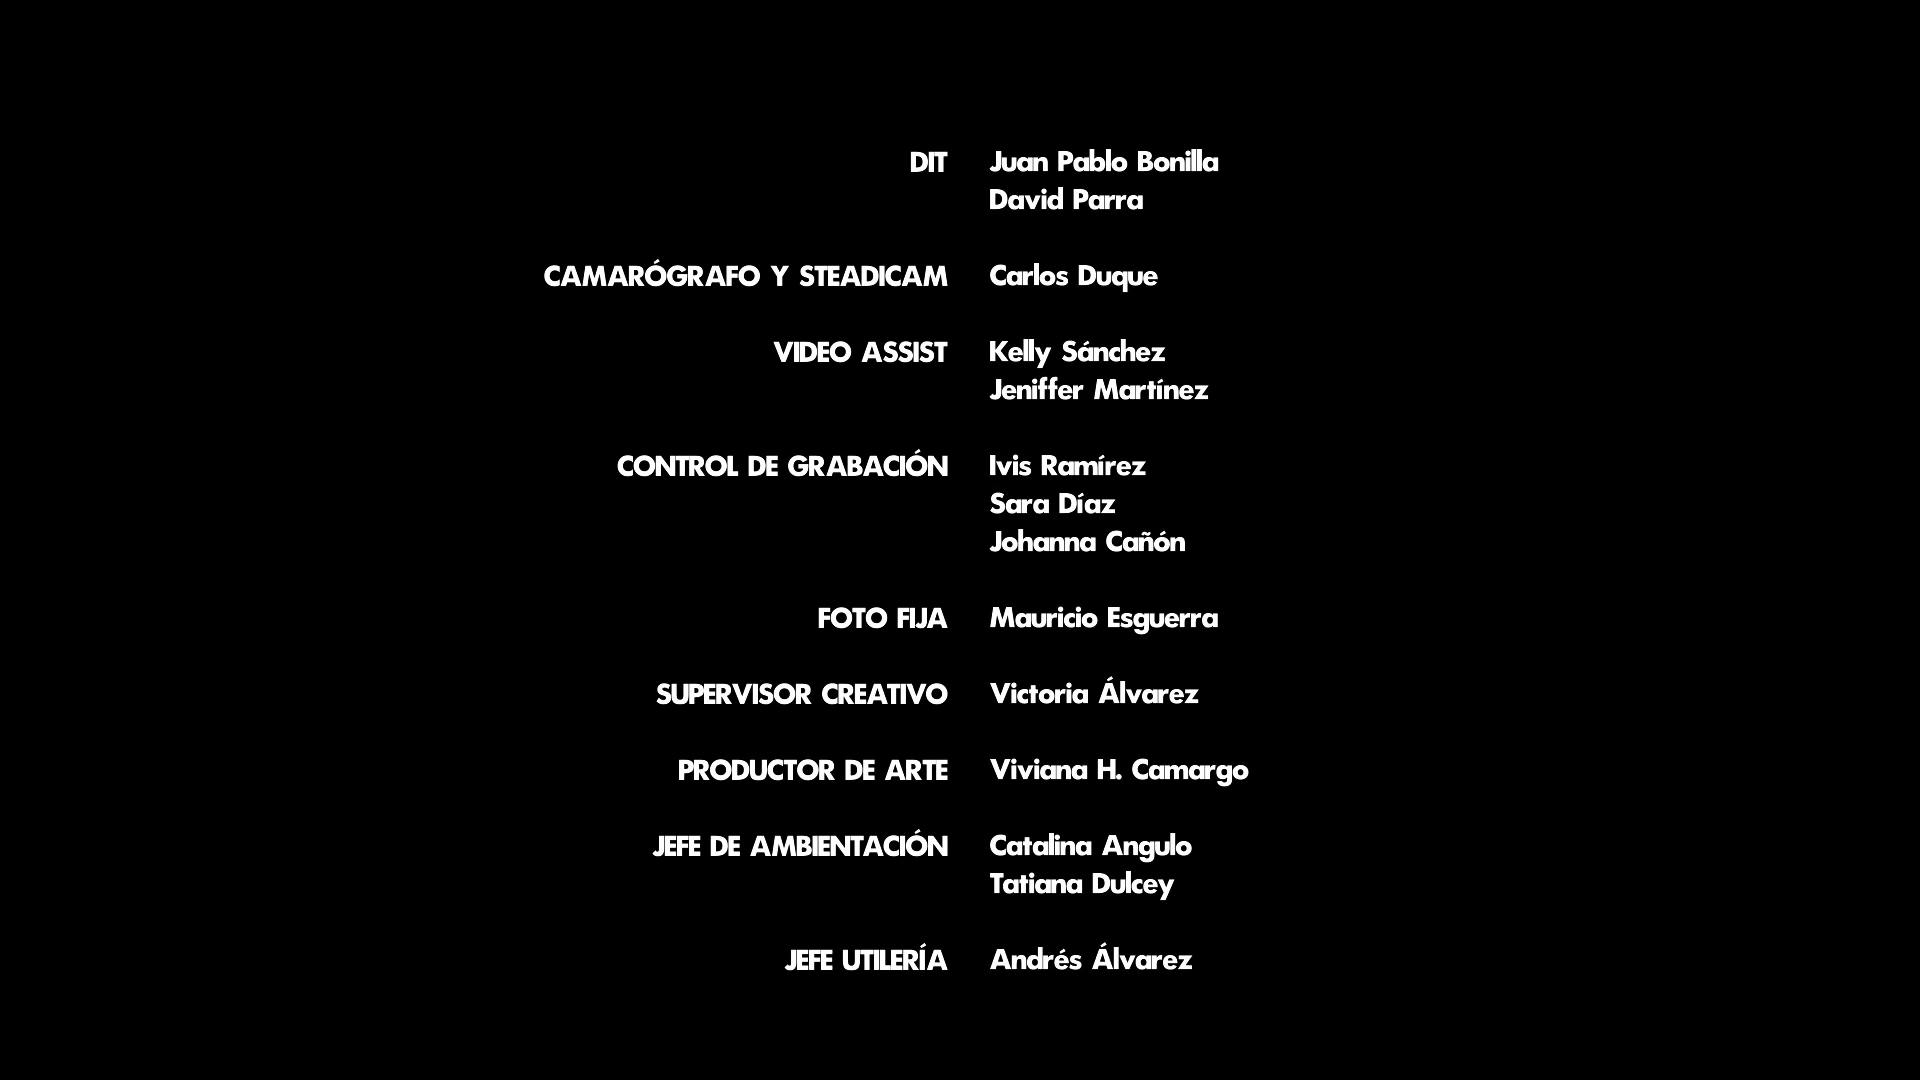 DIT Juan Pablo Bonilla
David Parra
CAMARÓGRAFO Y STEADICAM Carlos Duque
VIDEO ASSIST Kelly Sánchez
Jeniffer Martínez
CONTROL DE GRABACIÓN Ivis Ramírez
Sara Díaz
Johanna Cañón
FOTO FIJA Mauricio Esguerra
SUPERVISOR CREATIVO Victoria Álvarez
PRODUCTOR DE ARTE Viviana H. Camargo
JEFE DE AMBIENTACIÓN Catalina Angulo
Tatiana Dulcey
JEFE UTILERÍA Andrés Álvarez